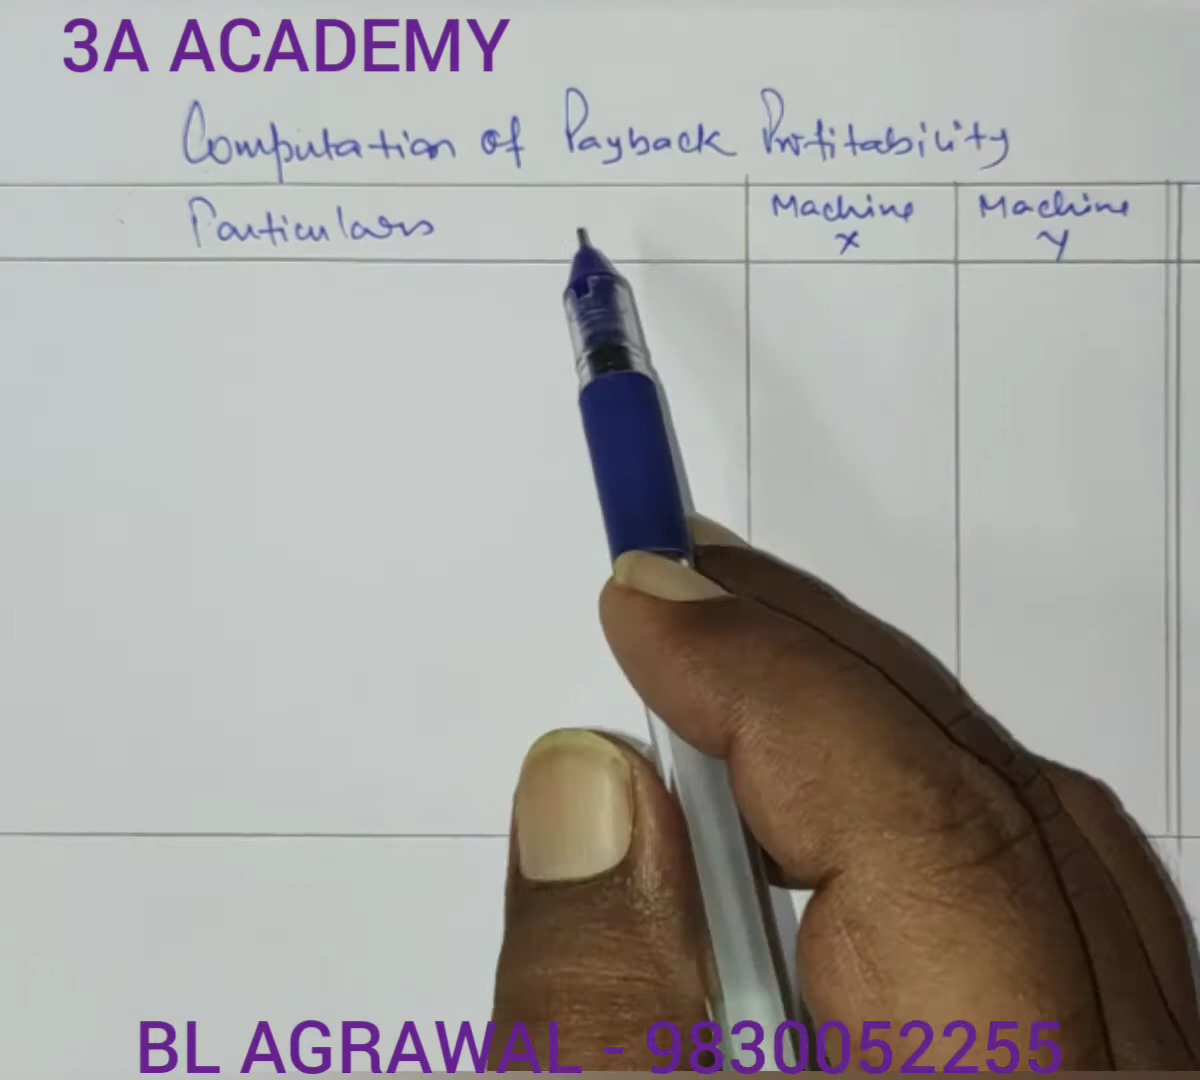 3A ACADEMY
Computation of Payback Profitability
Particulars
Machine
X
Machine
Y
BL AGRAWAL - 9830052255